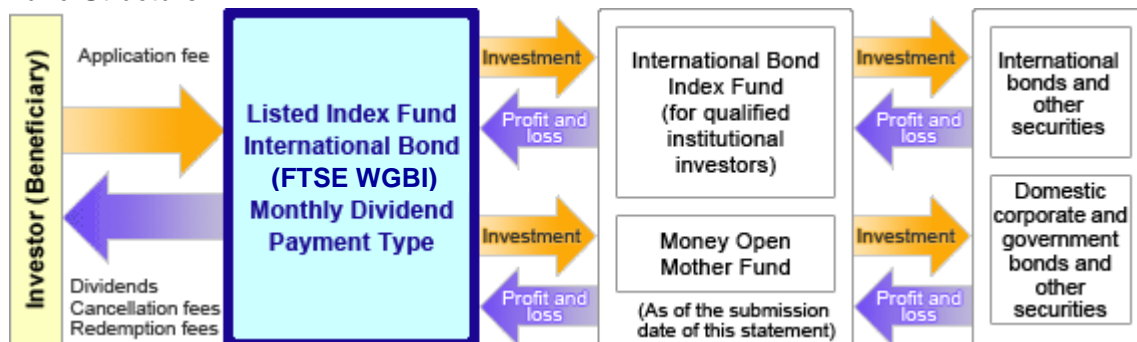 Investor (Beneficiary)
Application fee
Dividends
Cancellation fees
Redemption fees
Listed Index Fund
International Bond
(FTSE WGBI)
Monthly Dividend
Payment Type
Investment
Profit and
loss
Investment
Profit and
loss
International Bond
Index Fund
(for qualified
institutional
investors)
Money Open
Mother Fund
(As of the submission
date of this statement)
Investment
Profit and
loss
Investment
Profit and
loss
International
bonds and
other
securities
Domestic
corporate and
government
bonds and
other
securities